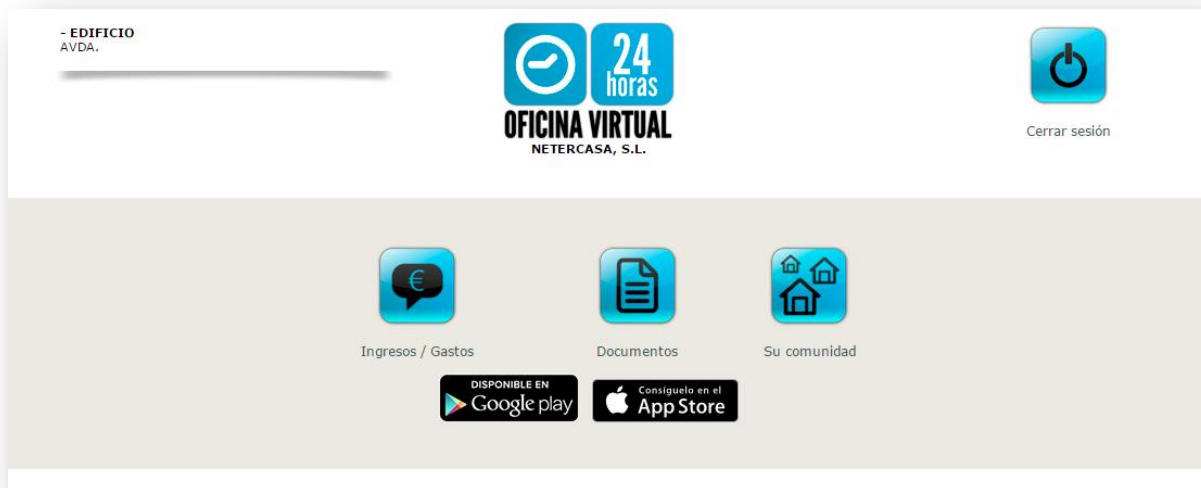 - EDIFICIO
AVDA.
24
horas
OFICINA VIRTUAL
NETERCASA, S.L.
Cerrar sesión
€
Ingresos / Gastos
Documentos
Su comunidad
DISPONIBLE EN
Google play
Consíguelo en el
App Store